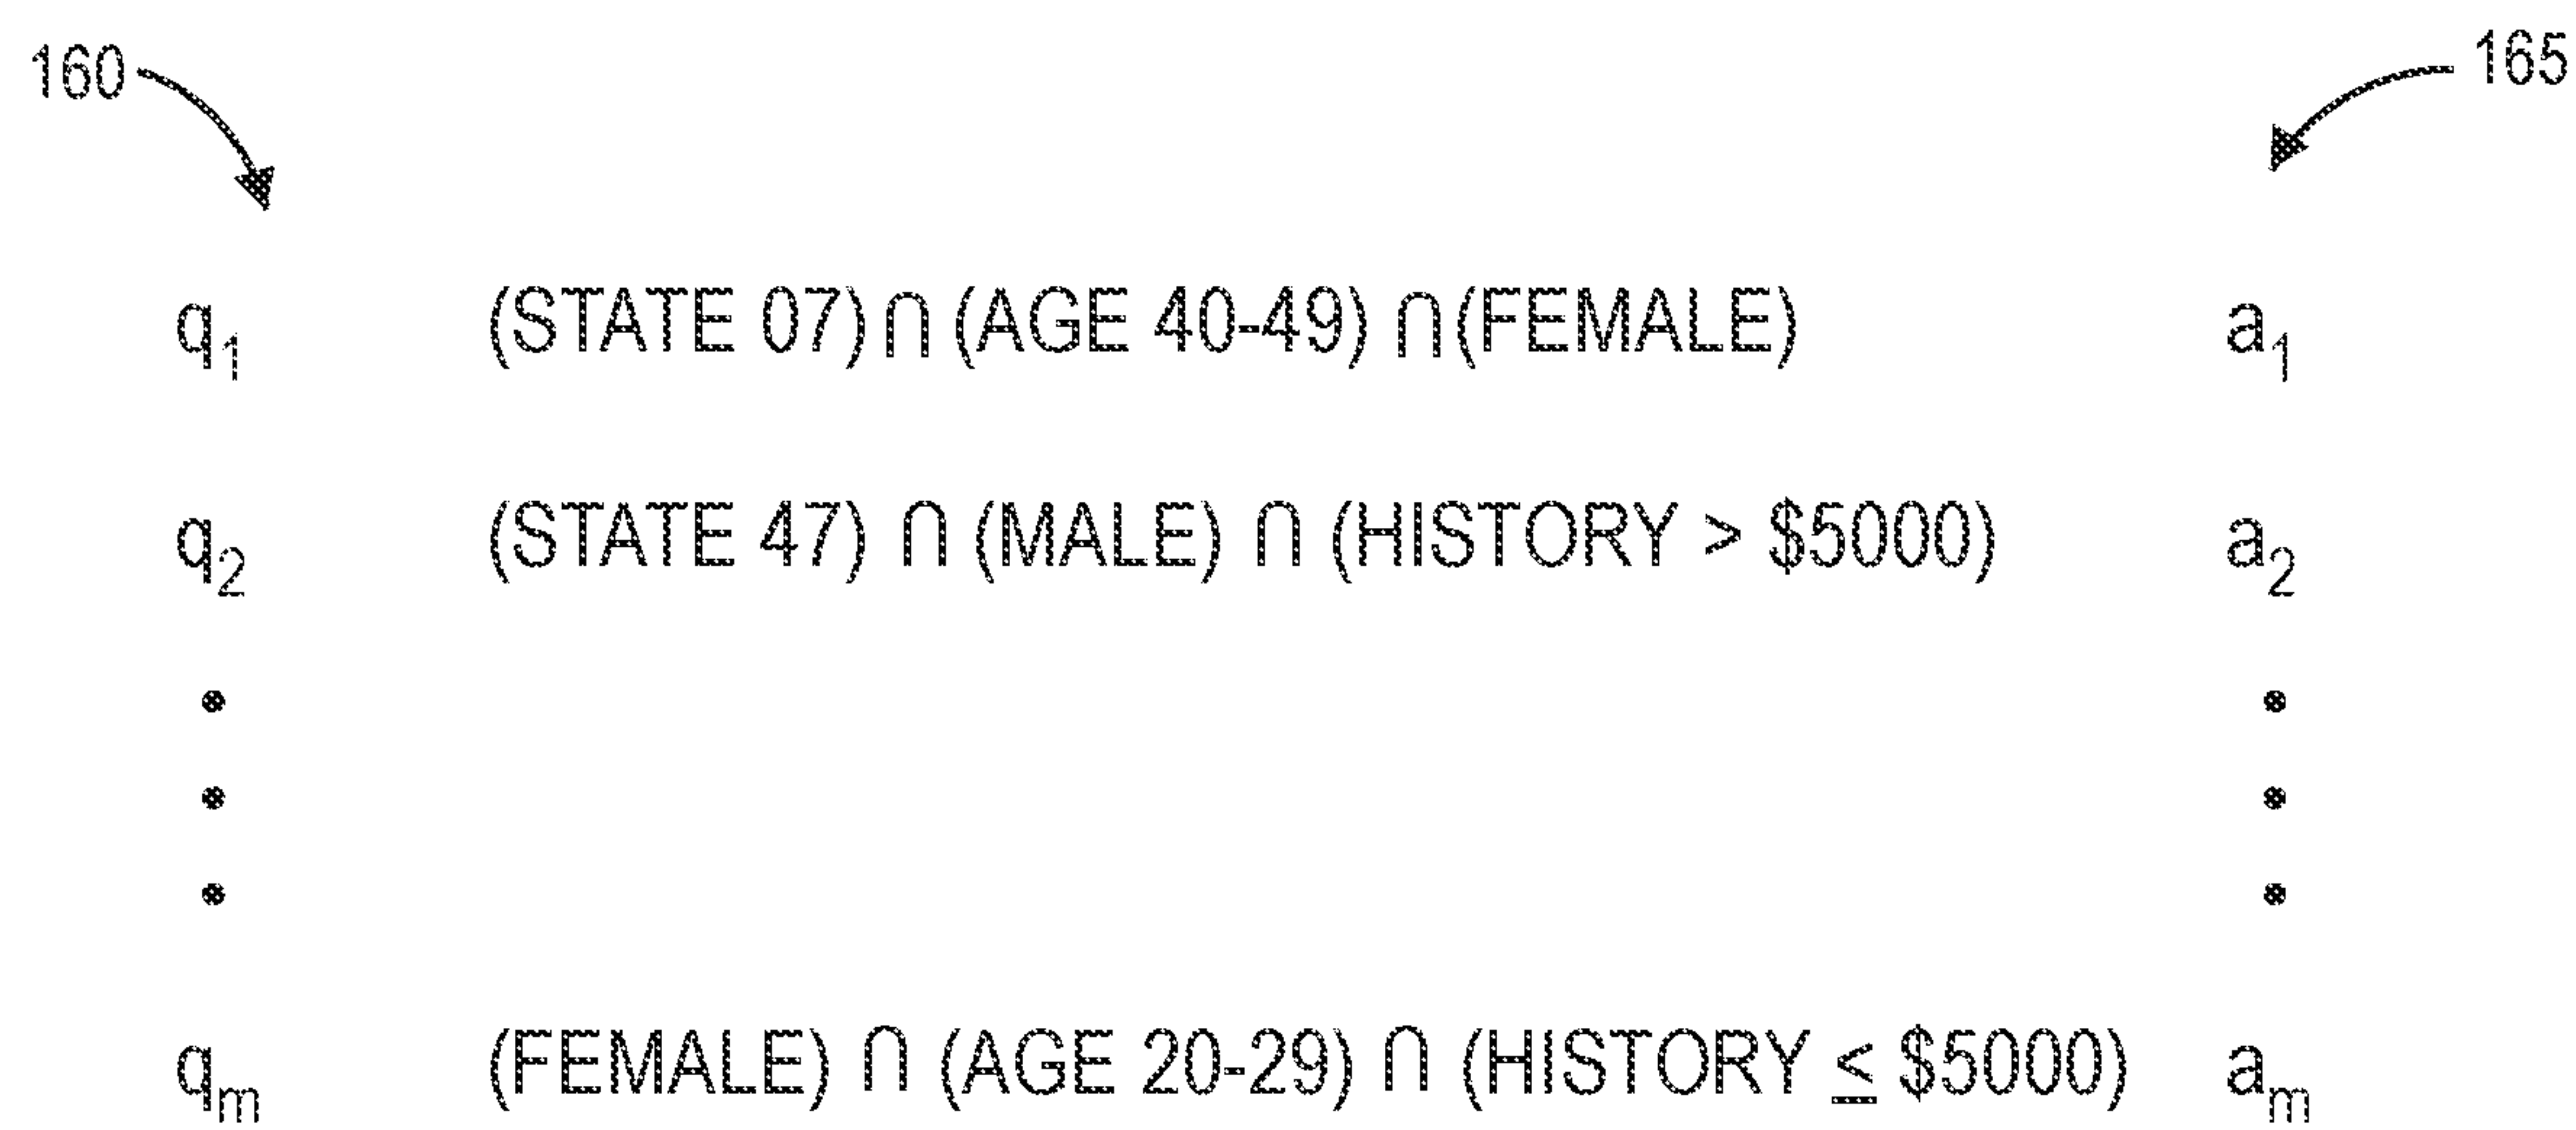 160 165
q₁ (STATE 07) ∩ (AGE 40-49) ∩ (FEMALE) a₁
q₂ (STATE 47) ∩ (MALE) ∩ (HISTORY > $5000) a₂
qₘ (FEMALE) ∩ (AGE 20-29) ∩ (HISTORY ≤ $5000) aₘ